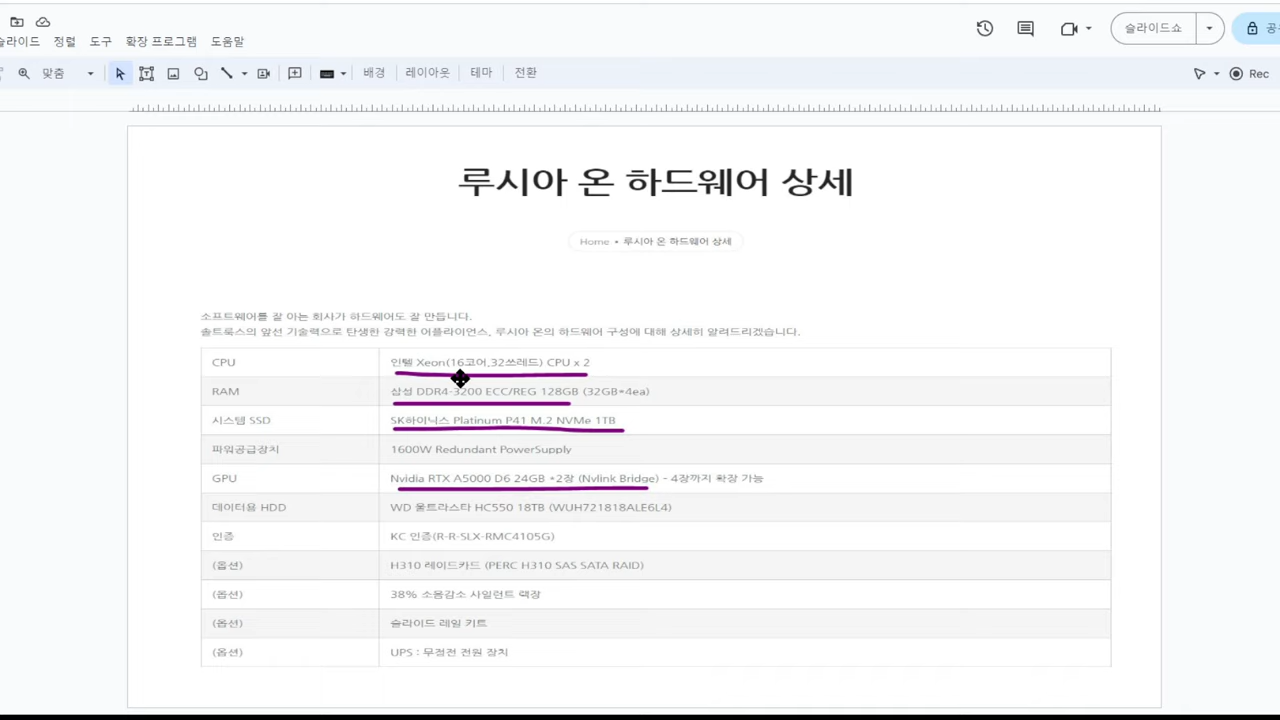 슬라이드 정렬 도구 확장 프로그램 도움말
슬라이드쇼
맞춤 배경 레이아웃 테마 전환
Rec
루시아 온 하드웨어 상세
Home • 루시아 온 하드웨어 상세
소프트웨어를 잘 아는 회사가 하드웨어도 잘 만듭니다.
솔트룩스의 앞선 기술력으로 탄생한 강력한 어플라이언스, 루시아 온의 하드웨어 구성에 대해 상세히 알려드리겠습니다.
CPU 인텔 Xeon(16코어,32쓰레드) CPU x 2
RAM 삼성 DDR4-3200 ECC/REG 128GB (32GB*4ea)
시스템 SSD SK하이닉스 Platinum P41 M.2 NVMe 1TB
파워공급장치 1600W Redundant PowerSupply
GPU Nvidia RTX A5000 D6 24GB *2장 (Nvlink Bridge) - 4장까지 확장 가능
데이터용 HDD WD 울트라스타 HC550 18TB (WUH721818ALE6L4)
인증 KC 인증(R-R-SLX-RMC4105G)
(옵션) H310 레이드카드 (PERC H310 SAS SATA RAID)
(옵션) 38% 소음감소 사일런트 랙장
(옵션) 슬라이드 레일 키트
(옵션) UPS : 무정전 전원 장치